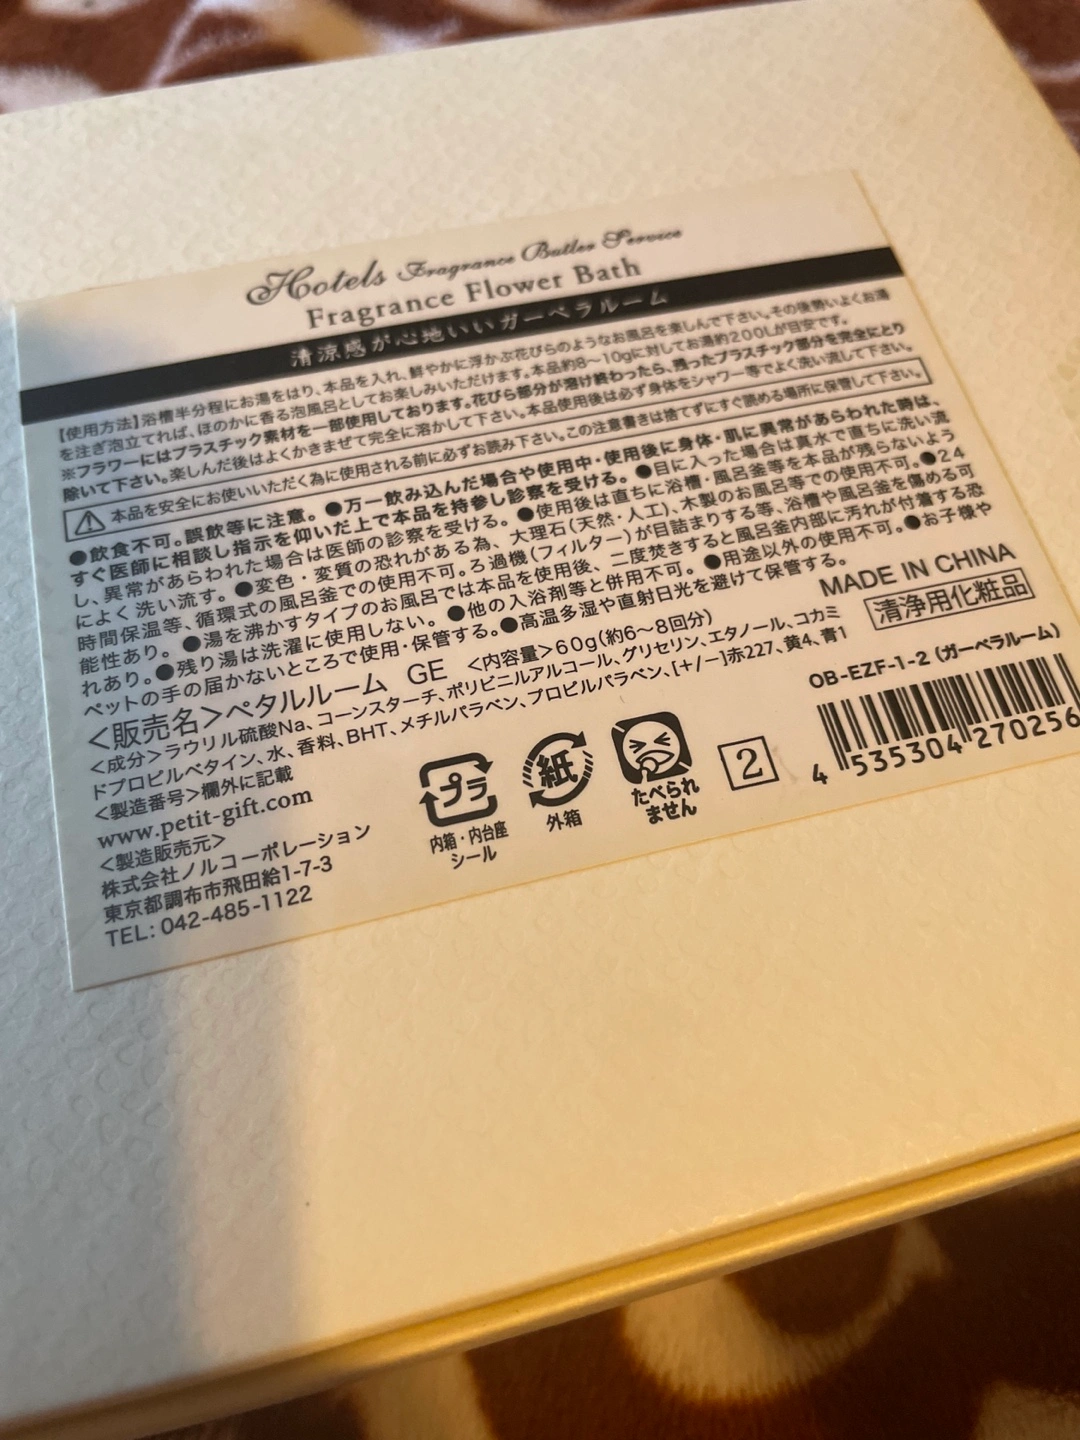 Hotels Fragrance Butler Service
Fragrance Flower Bath
清涼感が心地いいガーベラルーム
【使用方法】浴槽半分程にお湯をはり、本品を入れ、鮮やかに浮かぶ花びらのようなお風呂を楽しんで下さい。その後勢いよくお湯
を注ぎ泡立てれば、ほのかに香る泡風呂としてお楽しみいただけます。本品約8〜10gに対してお湯約200Lが目安です。
※フラワーにはプラスチック素材を一部使用しております。花びら部分が溶け終わったら、残ったプラスチック部分を完全にとり
除いて下さい。楽しんだ後はよくかきまぜて完全に溶かして下さい。本品使用後は必ず身体をシャワー等でよく洗い流して下さい。
本品を安全にお使いいただく為に使用される前に必ずお読み下さい。この注意書きは捨てずにすぐ読める場所に保管して下さい。
●飲食不可。誤飲等に注意。●万一飲み込んだ場合や使用中・使用後に身体・肌に異常があらわれた時は、
すぐ医師に相談し指示を仰いだ上で本品を持参し診察を受ける。●目に入った場合は真水で直ちに洗い流
し、異常があらわれた場合は医師の診察を受ける。●使用後は直ちに浴槽・風呂釜等を本品が残らないよう
によく洗い流す。●変色・変質の恐れがある為、大理石(天然・人工)、木製のお風呂等での使用不可。●24
時間保温等、循環式の風呂釜での使用不可。ろ過機(フィルター)が目詰まりする等、浴槽や風呂釜を傷める可
能性あり。●湯を沸かすタイプのお風呂では本品を使用後、二度焚きすると風呂釜内部に汚れが付着する恐
れあり。●残り湯は洗濯に使用しない。●他の入浴剤等と併用不可。●用途以外の使用不可。●お子様や
ペットの手の届かないところで使用・保管する。●高温多湿や直射日光を避けて保管する。
<販売名>ペタルルーム GE <内容量>60g(約6〜8回分)
MADE IN CHINA
清浄用化粧品
<成分>ラウリル硫酸Na、コーンスターチ、ポリビニルアルコール、グリセリン、エタノール、コカミ
ドプロピルベタイン、水、香料、BHT、メチルパラベン、プロピルパラベン、[+/−]赤227、黄4、青1
<製造番号>欄外に記載
www.petit-gift.com
<製造販売元>
株式会社ノルコーポレーション
東京都調布市飛田給1-7-3
TEL: 042-485-1122
プラ
内箱・内台座
シール
紙
外箱
たべられ
ません
2
OB-EZF-1-2 (ガーベラルーム)
4 535304 270256